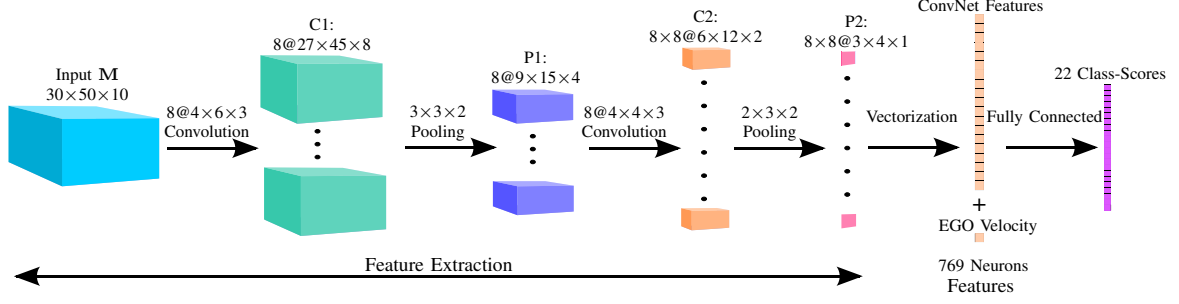 Input M
30×50×10
8@4×6×3
Convolution
C1:
8@27×45×8
3×3×2
Pooling
P1:
8@9×15×4
8@4×4×3
Convolution
C2:
8×8@6×12×2
2×3×2
Pooling
P2:
8×8@3×4×1
Vectorization
ConvNet Features
+
EGO Velocity
769 Neurons
Features
Fully Connected
22 Class-Scores
Feature Extraction